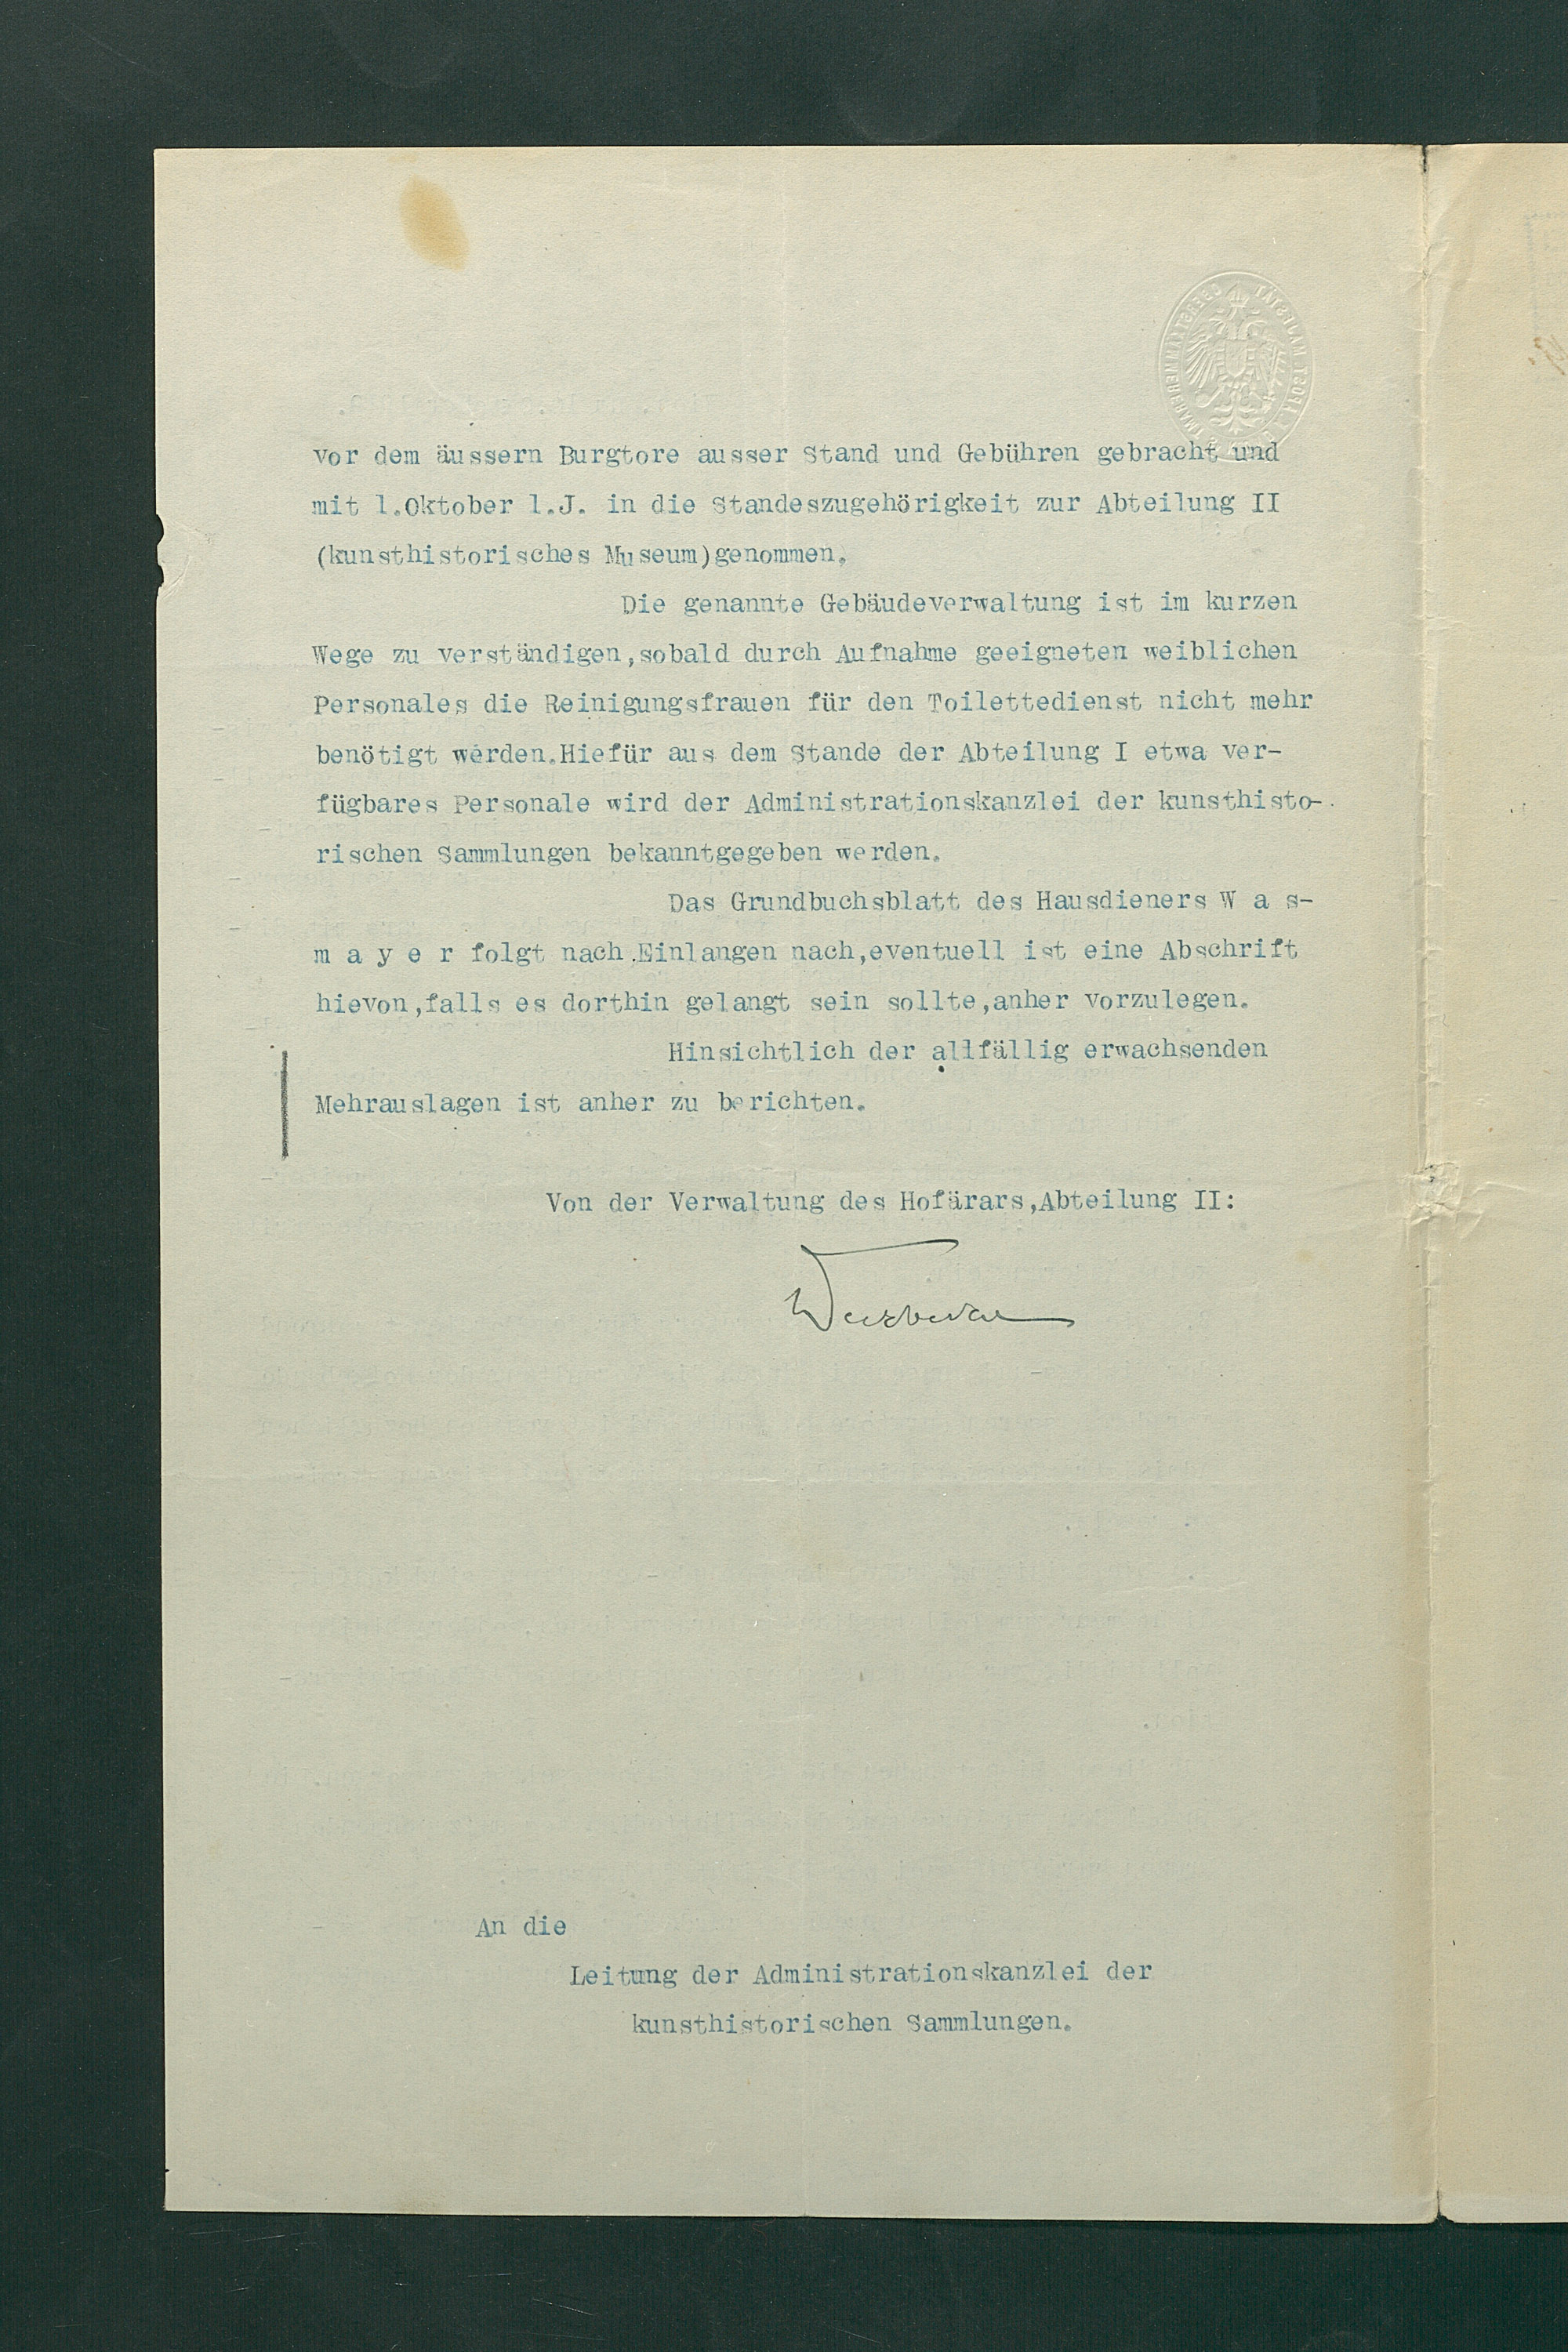 vor dem äussern Burgtore ausser Stand und Gebühren gebracht und
mit 1.Oktober l.J. in die Standeszugehörigkeit zur Abteilung II
(kunsthistorisches Museum)genommen.
Die genannte Gebäudeverwaltung ist im kurzen
Wege zu verständigen,sobald durch Aufnahme geeigneten weiblichen
Personales die Reinigungsfrauen für den Toilettedienst nicht mehr
benötigt werden.Hiefür aus dem Stande der Abteilung I etwa ver-
fügbares Personale wird der Administrationskanzlei der kunsthisto-
rischen Sammlungen bekanntgegeben werden.
Das Grundbuchsblatt des Hausdieners W a s-
m a y e r folgt nach Einlangen nach,eventuell ist eine Abschrift
hievon,falls es dorthin gelangt sein sollte,anher vorzulegen.
Hinsichtlich der allfällig erwachsenden
Mehrauslagen ist anher zu berichten.
Von der Verwaltung des Hofärars,Abteilung II:
An die
Leitung der Administrationskanzlei der
kunsthistorischen Sammlungen.